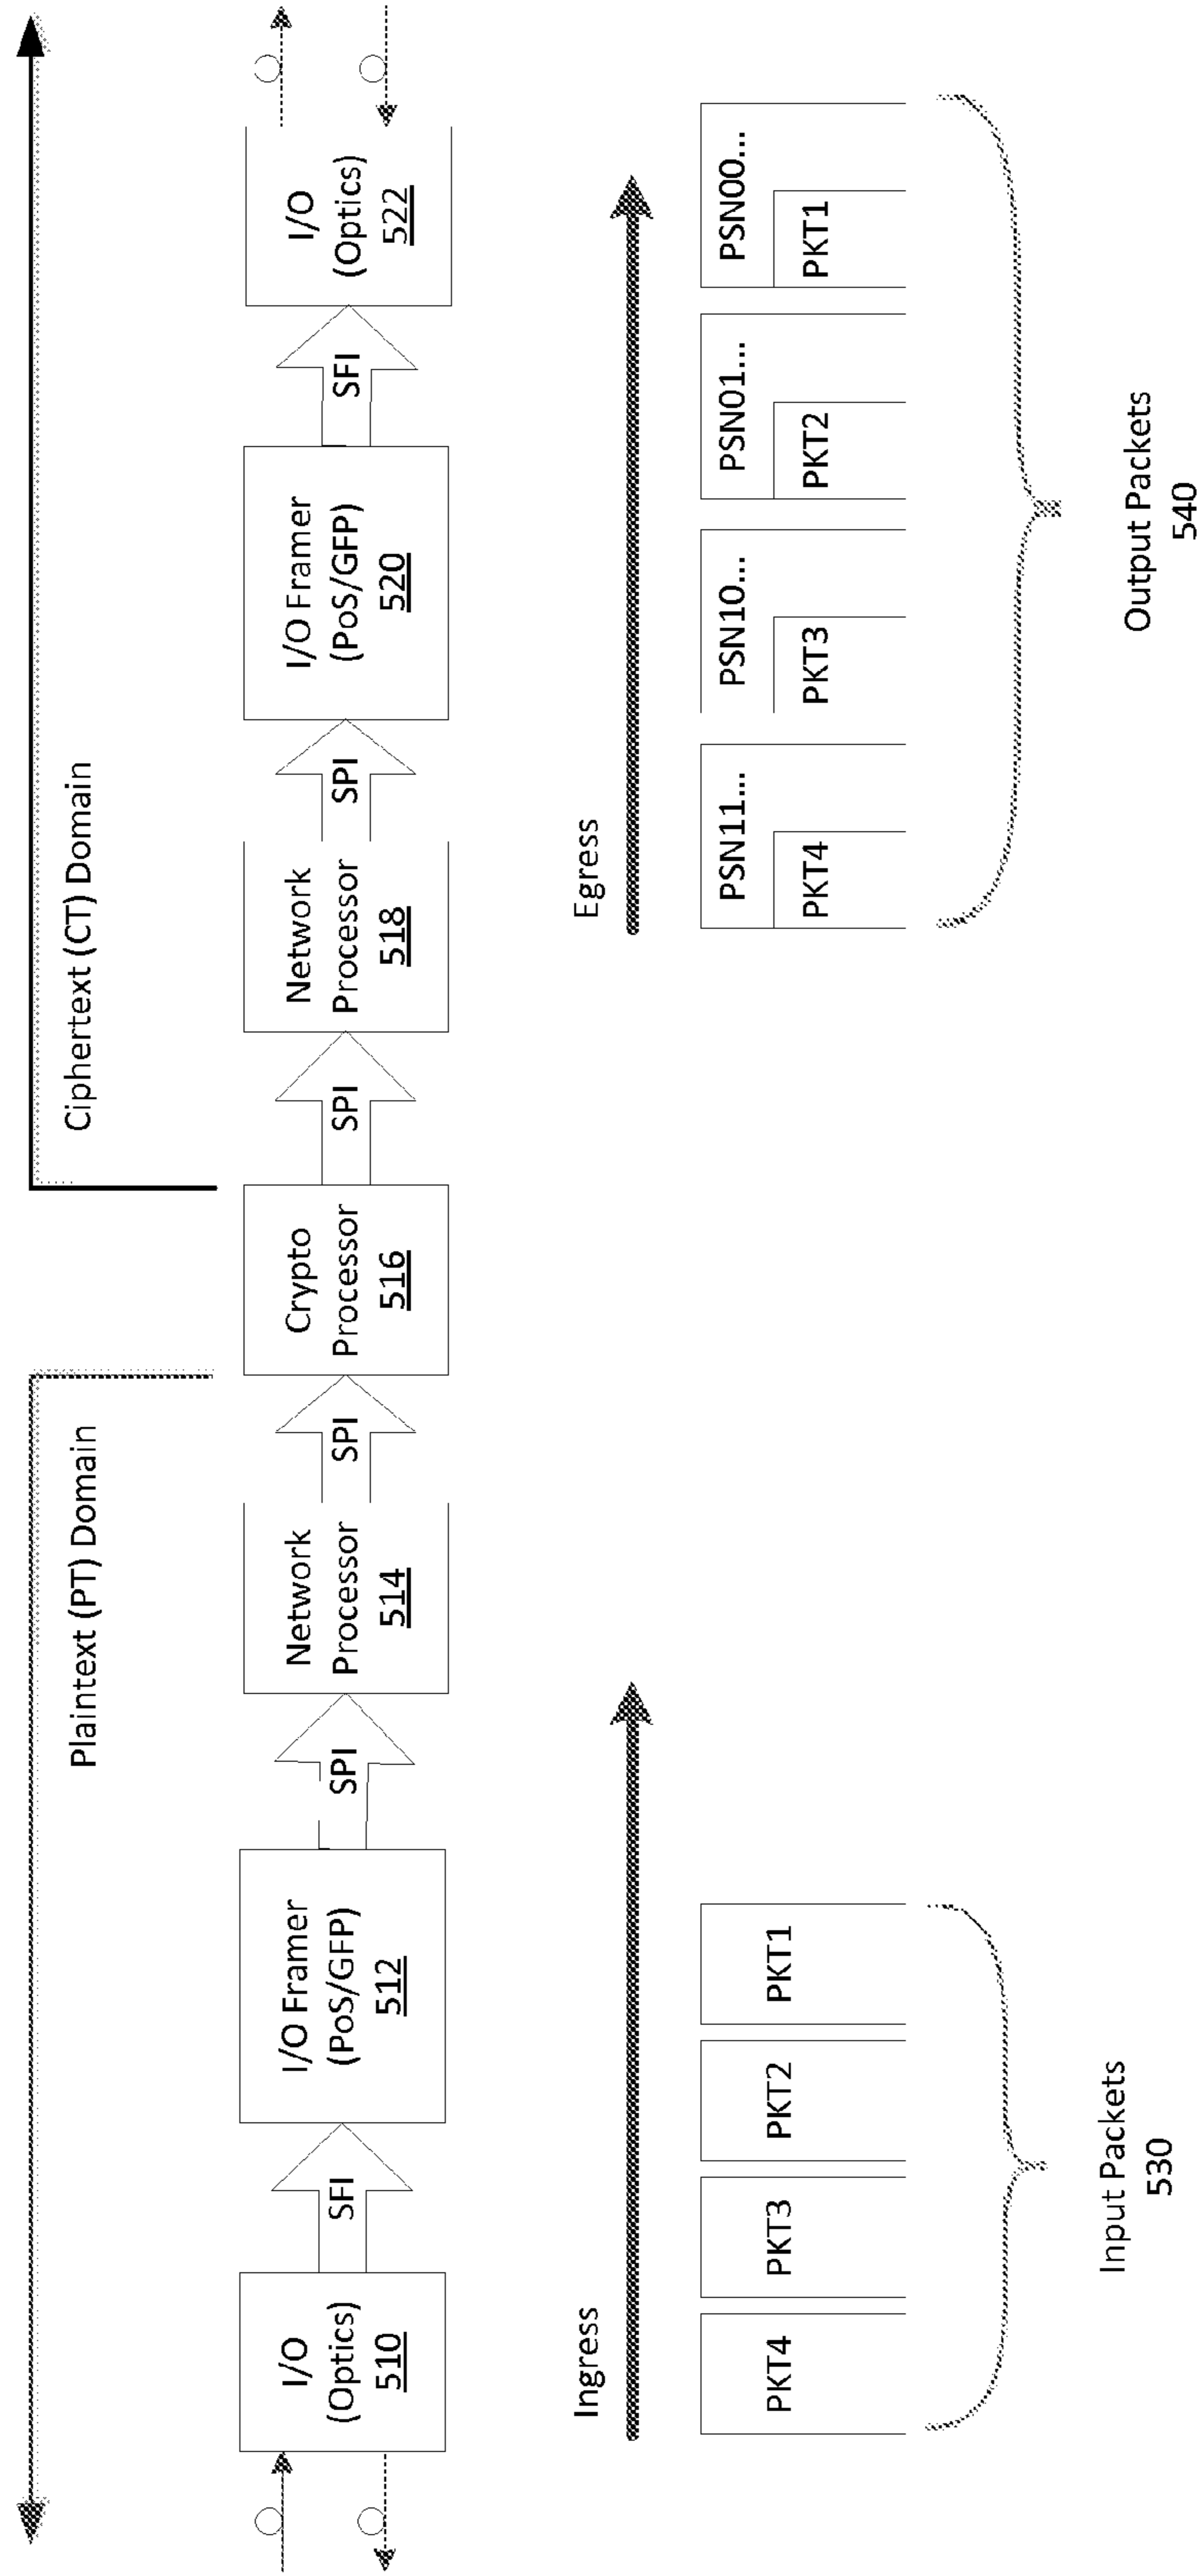 Plaintext (PT) Domain
Ciphertext (CT) Domain
I/O
(Optics)
510
SFI
I/O Framer
(PoS/GFP)
512
SPI
Network
Processor
514
SPI
Crypto
Processor
516
SPI
Network
Processor
518
SPI
I/O Framer
(PoS/GFP)
520
SFI
I/O
(Optics)
522
Ingress
Egress
PKT4
PKT3
PKT2
PKT1
PSN11...
PKT4
PSN10...
PKT3
PSN01...
PKT2
PSN00...
PKT1
Input Packets
530
Output Packets
540